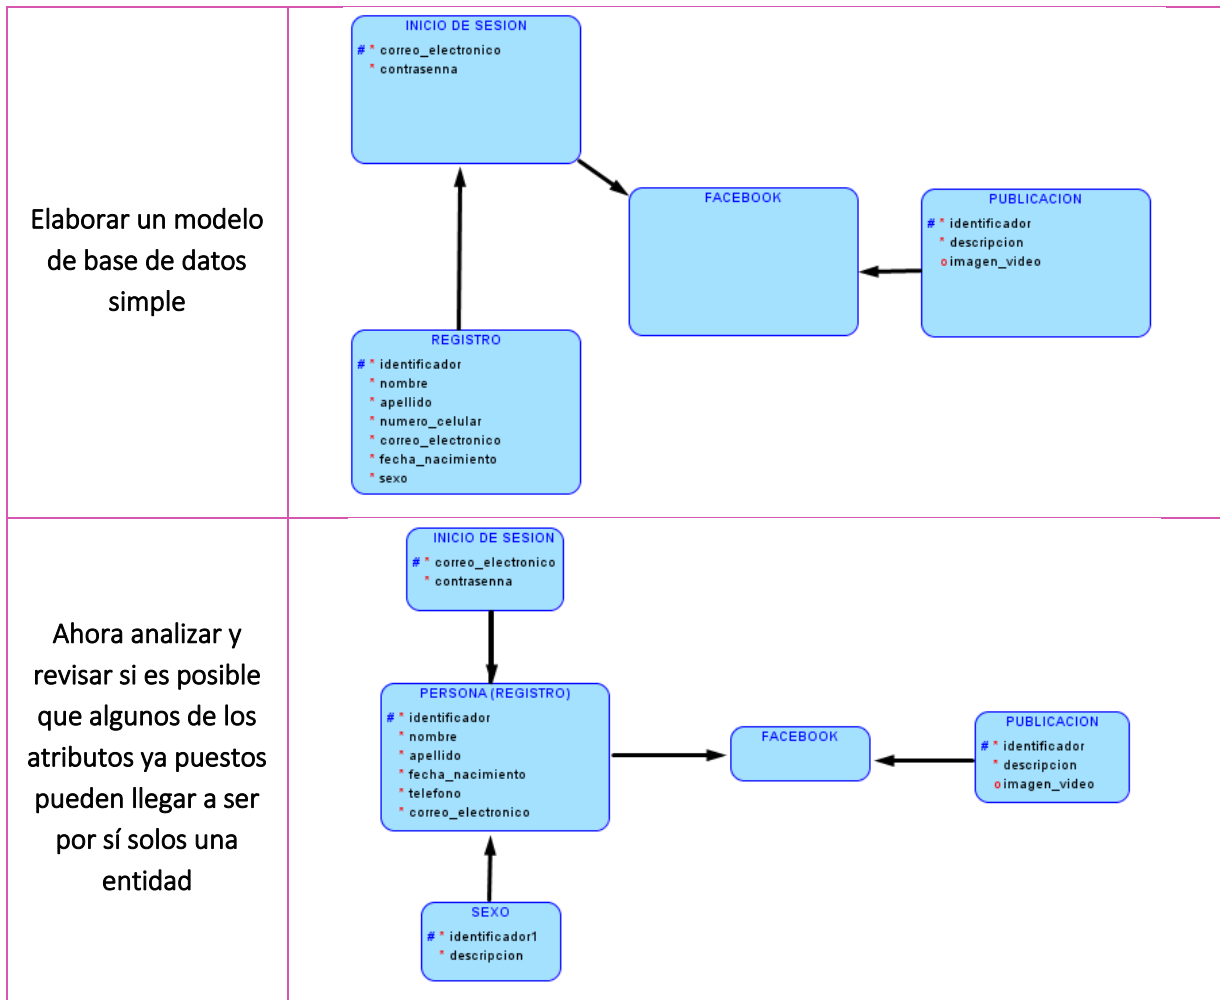 Elaborar un modelo
de base de datos
simple
INICIO DE SESION
# * correo_electronico
* contrasenna
FACEBOOK
PUBLICACION
# * identificador
* descripcion
o imagen_video
REGISTRO
# * identificador
* nombre
* apellido
* numero_celular
* correo_electronico
* fecha_nacimiento
* sexo
Ahora analizar y
revisar si es posible
que algunos de los
atributos ya puestos
pueden llegar a ser
por sí solos una
entidad
INICIO DE SESION
# * correo_electronico
* contrasenna
PERSONA (REGISTRO)
# * identificador
* nombre
* apellido
* fecha_nacimiento
* telefono
* correo_electronico
FACEBOOK
PUBLICACION
# * identificador
* descripcion
o imagen_video
SEXO
# * identificador1
* descripcion